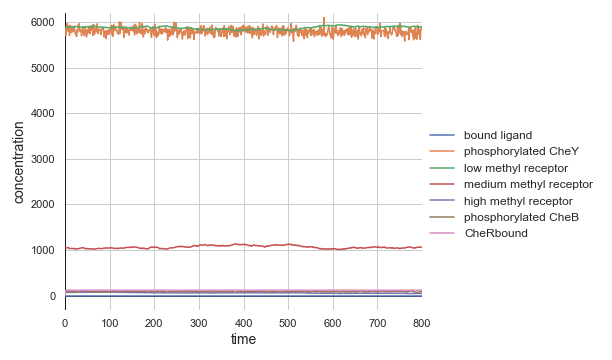 6000
5000
4000
3000
2000
1000
0
concentration
0 100 200 300 400 500 600 700 800
time
bound ligand
phosphorylated CheY
low methyl receptor
medium methyl receptor
high methyl receptor
phosphorylated CheB
CheRbound